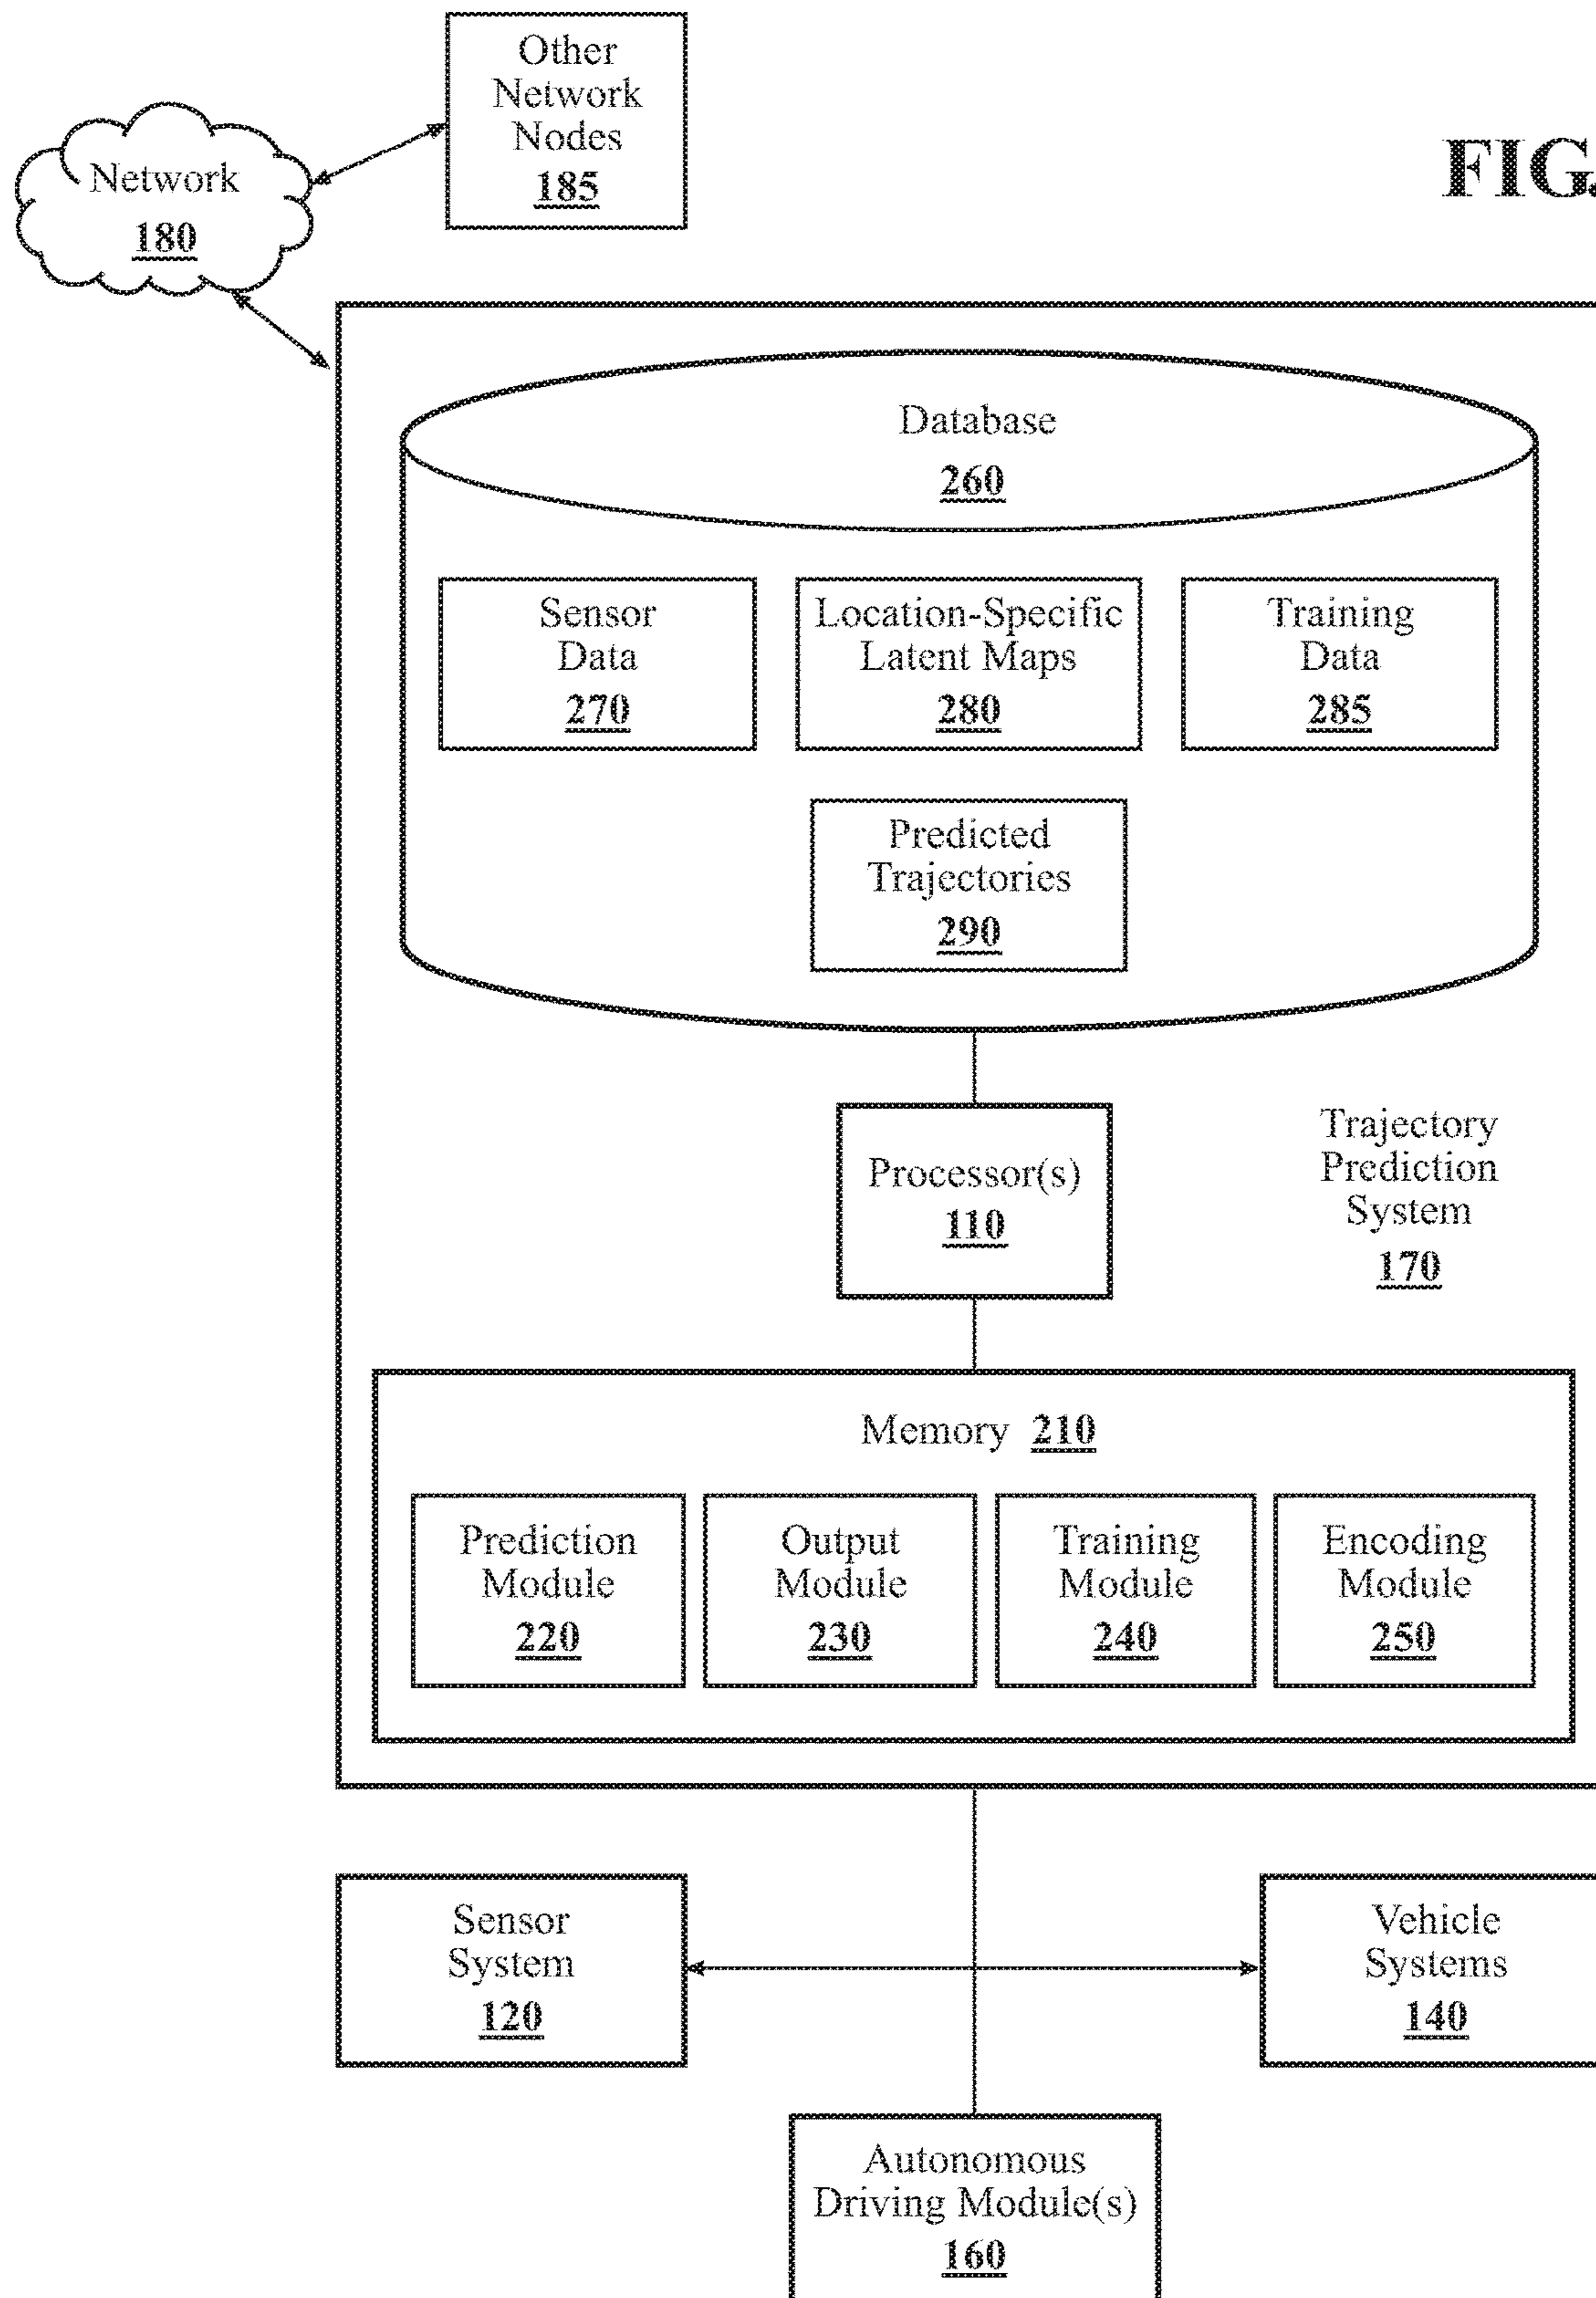 Other
Network
Nodes
185
Network
180
FIG.
Database
260
Sensor
Data
270
Location-Specific
Latent Maps
280
Training
Data
285
Predicted
Trajectories
290
Processor(s)
110
Trajectory
Prediction
System
170
Memory 210
Prediction
Module
220
Output
Module
230
Training
Module
240
Encoding
Module
250
Sensor
System
120
Vehicle
Systems
140
Autonomous
Driving Module(s)
160